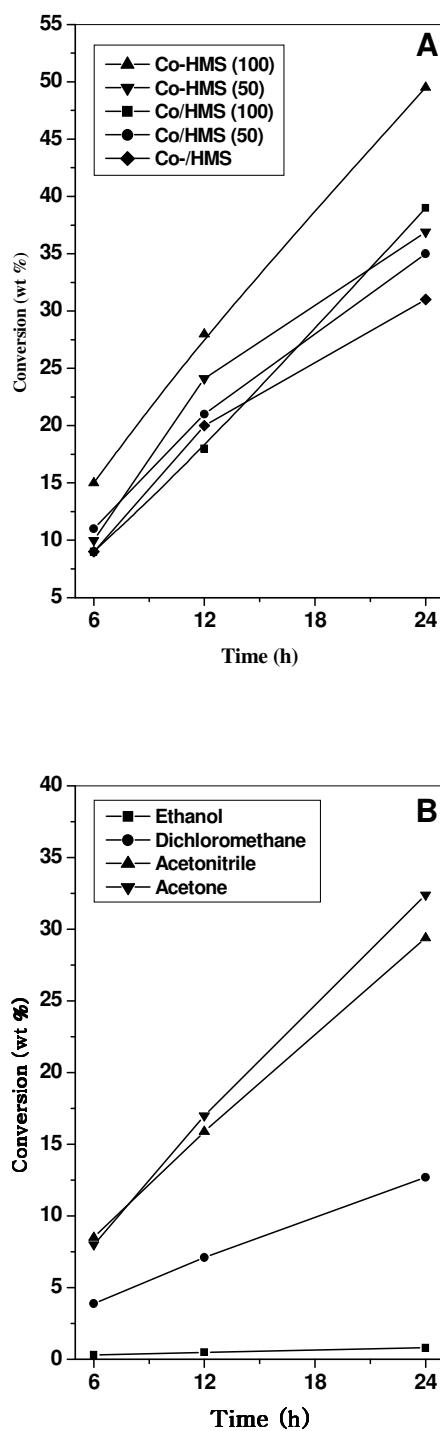 A
Co-HMS (100)
Co-HMS (50)
Co/HMS (100)
Co/HMS (50)
Co-/HMS
55
50
45
40
35
30
25
20
15
10
5
Conversion (wt %)
6 12 18 24
Time (h)
B
Ethanol
Dichloromethane
Acetonitrile
Acetone
40
35
30
25
20
15
10
5
0
Conversion (wt %)
6 12 18 24
Time (h)